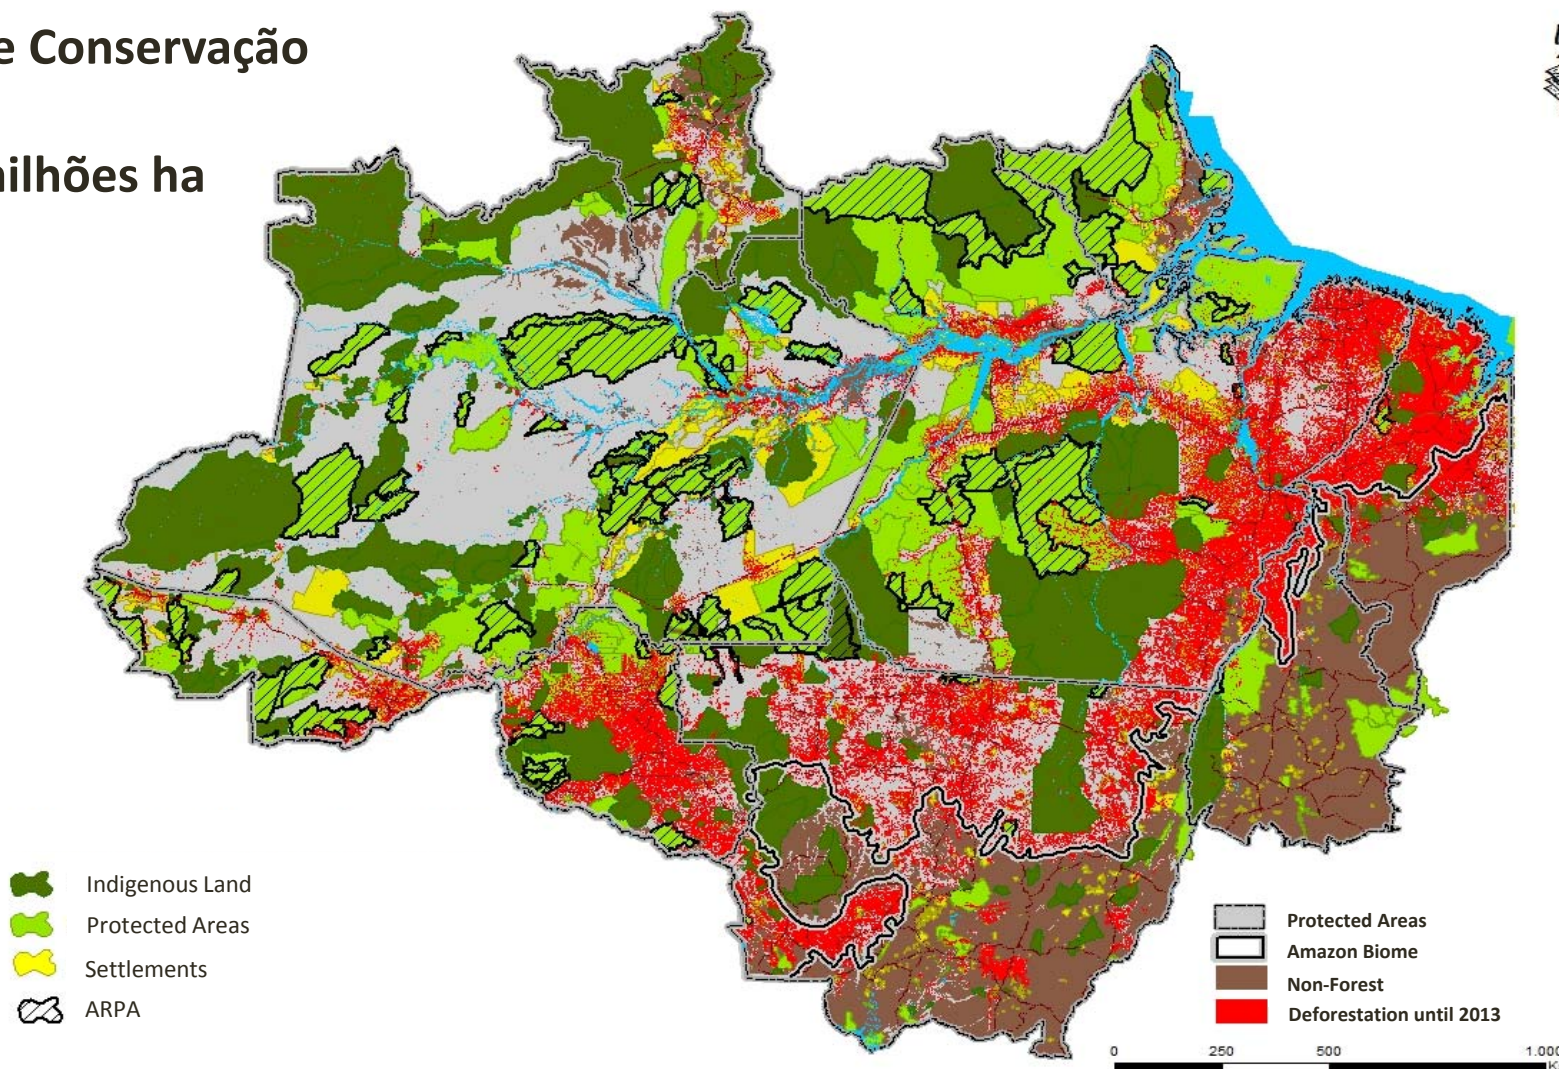 e Conservação
ilhões ha
Indigenous Land
Protected Areas
Settlements
ARPA
Protected Areas
Amazon Biome
Non-Forest
Deforestation until 2013
0 250 500 1.000
K